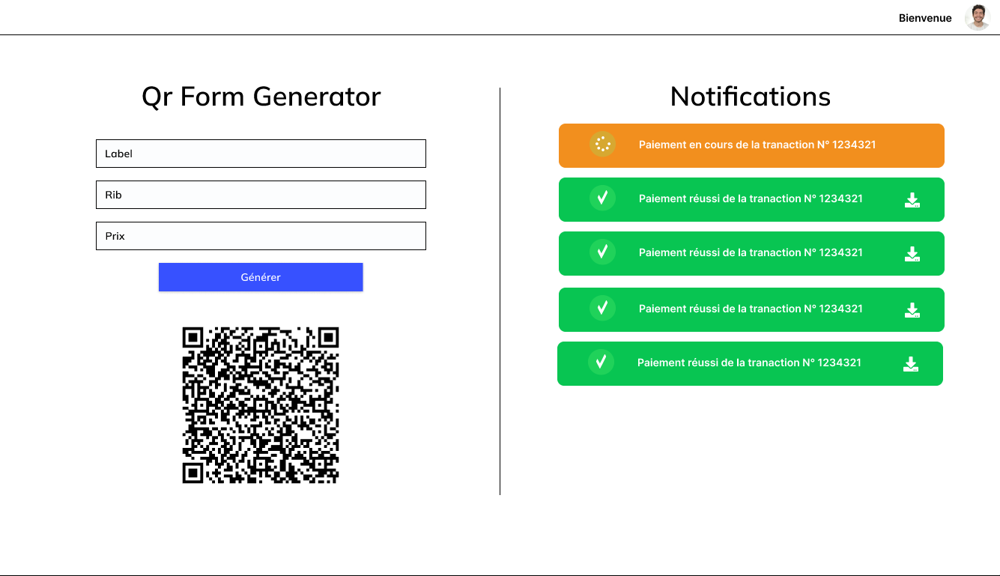 Bienvenue
Qr Form Generator
Label
Rib
Prix
Générer
Notifications
Paiement en cours de la tranaction N° 1234321
Paiement réussi de la tranaction N° 1234321
Paiement réussi de la tranaction N° 1234321
Paiement réussi de la tranaction N° 1234321
Paiement réussi de la tranaction N° 1234321